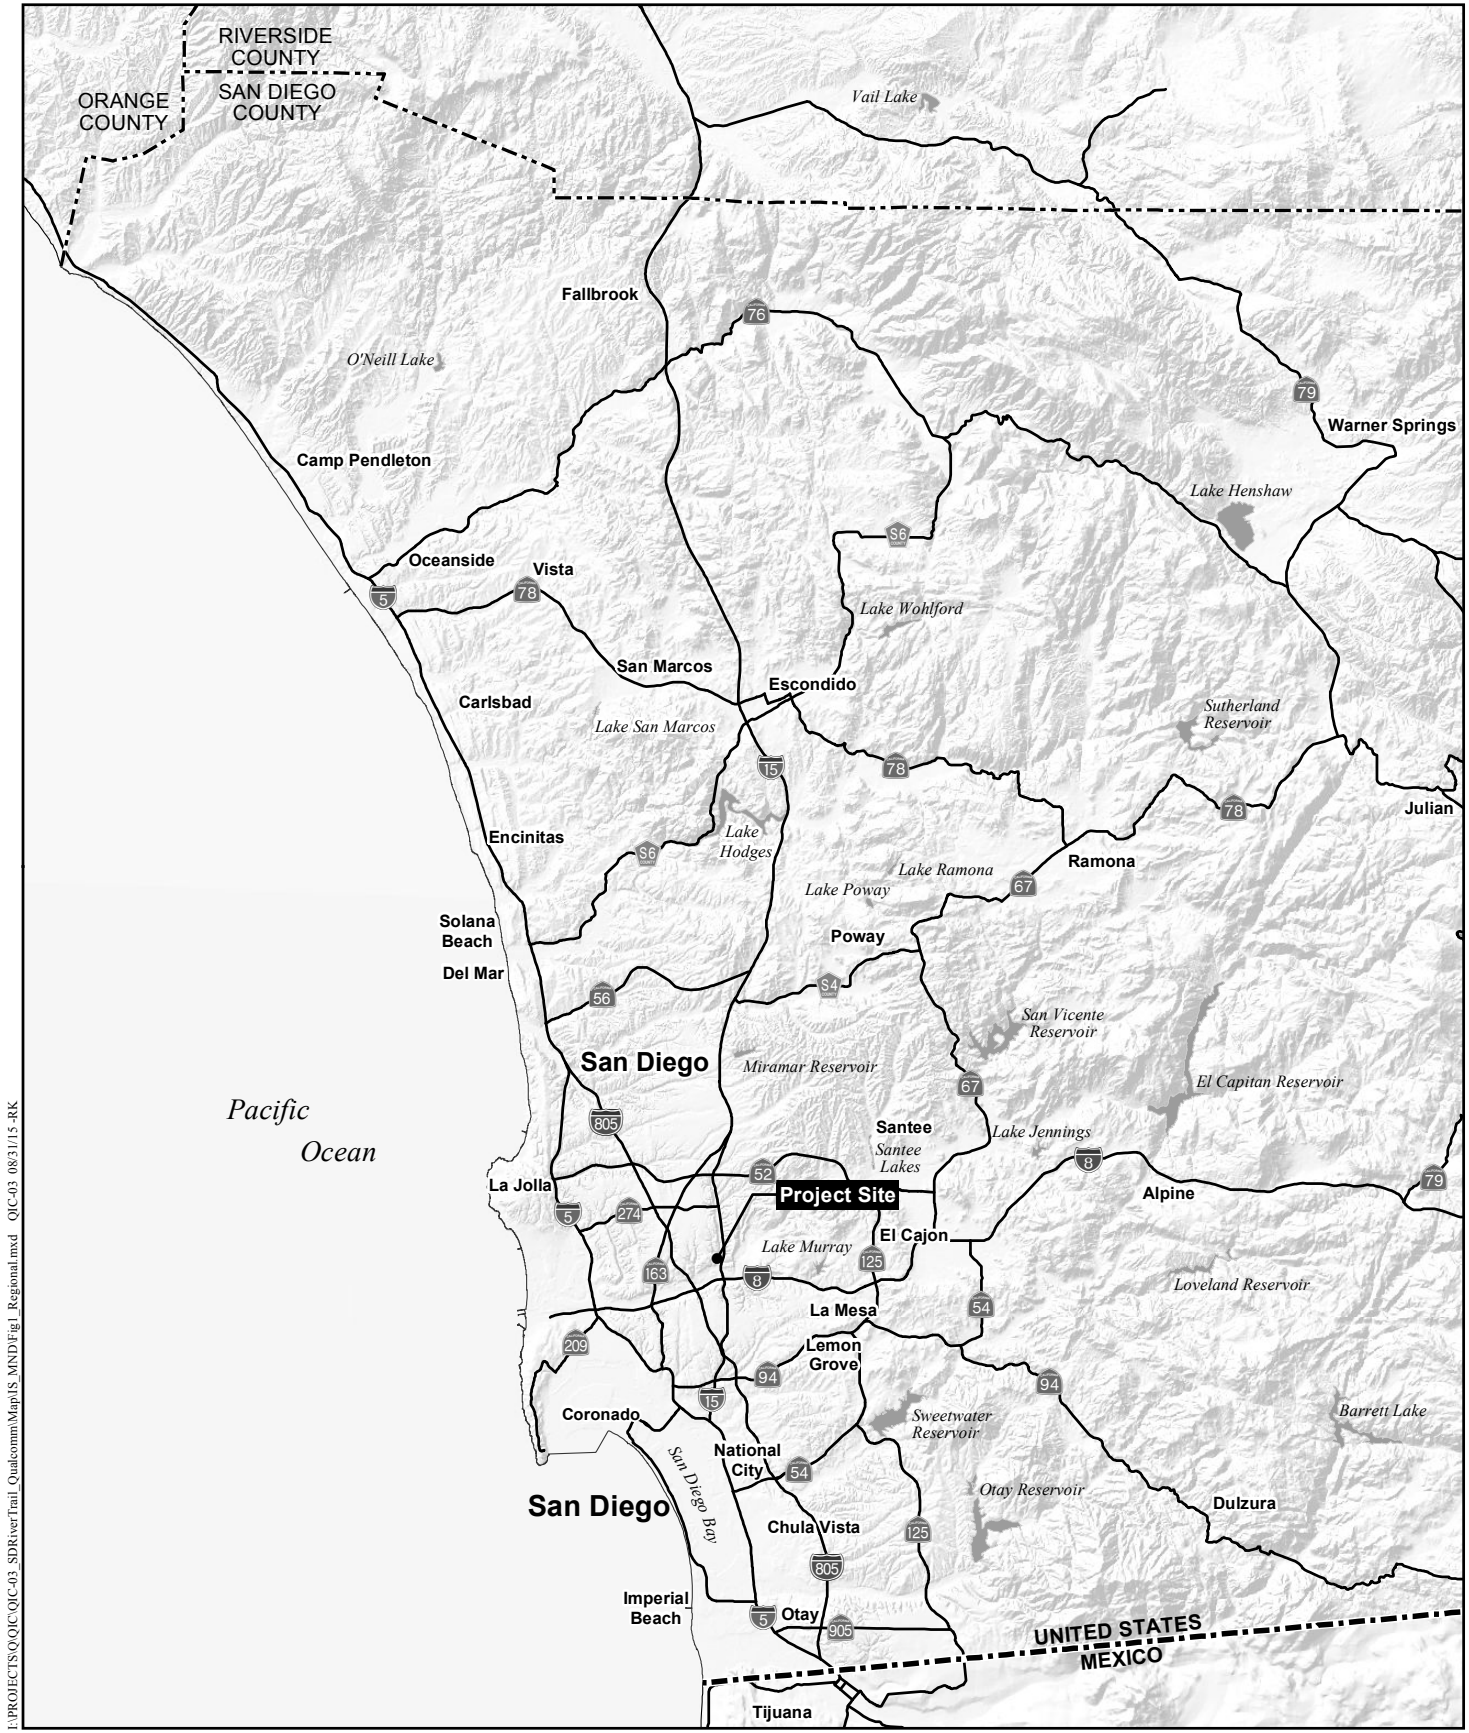 RIVERSIDE
COUNTY
ORANGE
COUNTY
SAN DIEGO
COUNTY
Vail Lake
Fallbrook
76
O'Neill Lake
79
Warner Springs
Camp Pendleton
Lake Henshaw
S6
COUNTY
Oceanside
Vista
5
78
Lake Wohlford
San Marcos
Escondido
Carlsbad
Lake San Marcos
Sutherland
Reservoir
15
78
78
Julian
Encinitas
Lake
Hodges
S6
COUNTY
Ramona
Lake Ramona
67
Lake Poway
Solana
Beach
Poway
Del Mar
S4
COUNTY
56
San Vicente
Reservoir
San Diego
Miramar Reservoir
67
El Capitan Reservoir
Pacific
Ocean
805
Santee
Santee
Lakes
Lake Jennings
8
52
La Jolla
Project Site
Alpine
79
5
274
El Cajon
Lake Murray
125
163
8
Loveland Reservoir
La Mesa
54
209
Lemon
Grove
94
94
15
Coronado
Sweetwater
Reservoir
Barrett Lake
San Diego Bay
National
City
54
Otay Reservoir
San Diego
Dulzura
Chula Vista
125
805
Imperial
Beach
5
Otay
905
UNITED STATES
MEXICO
Tijuana
I:\PROJECTS\Q\QIC\QIC-03_SDRiverTrail_Qualcomm\Map\IS_MND\Fig1_Regional.mxd QIC-03 08/31/15 -RK